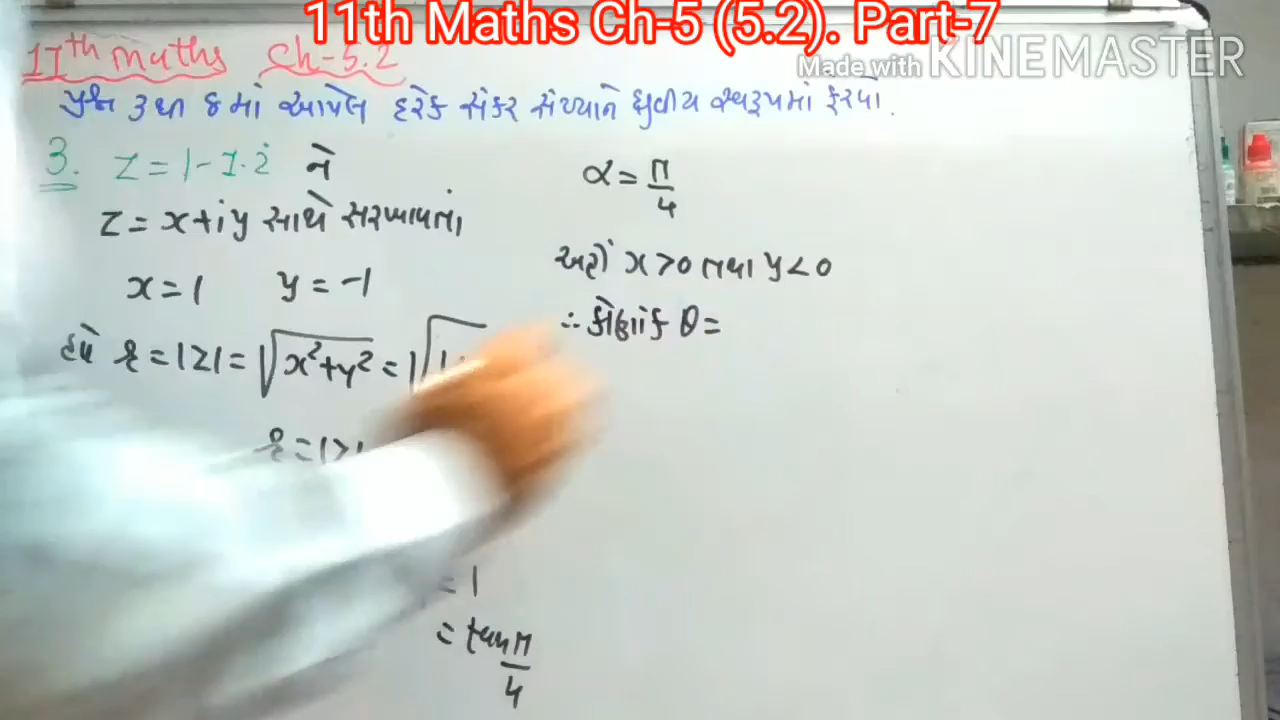 11th Maths Ch-5 (5.2). Part-7
Made with KINEMASTER
11th maths Ch-5.2
પ્રશ્ન 3 થી 8 માં આપેલ દરેક સંકર સંખ્યાને ધ્રુવીય સ્વરૂપમાં ફેરવો.
3. z = 1 - 1·i ને
z = x+iy સાથે સરખાવતાં,
x = 1 y = -1
હવે r = |z| = √x²+y² = √1
r = |z|
= 1
= tan π/4
α = π/4
અહીં x > 0 તથા y < 0
∴ કોણાંક θ =